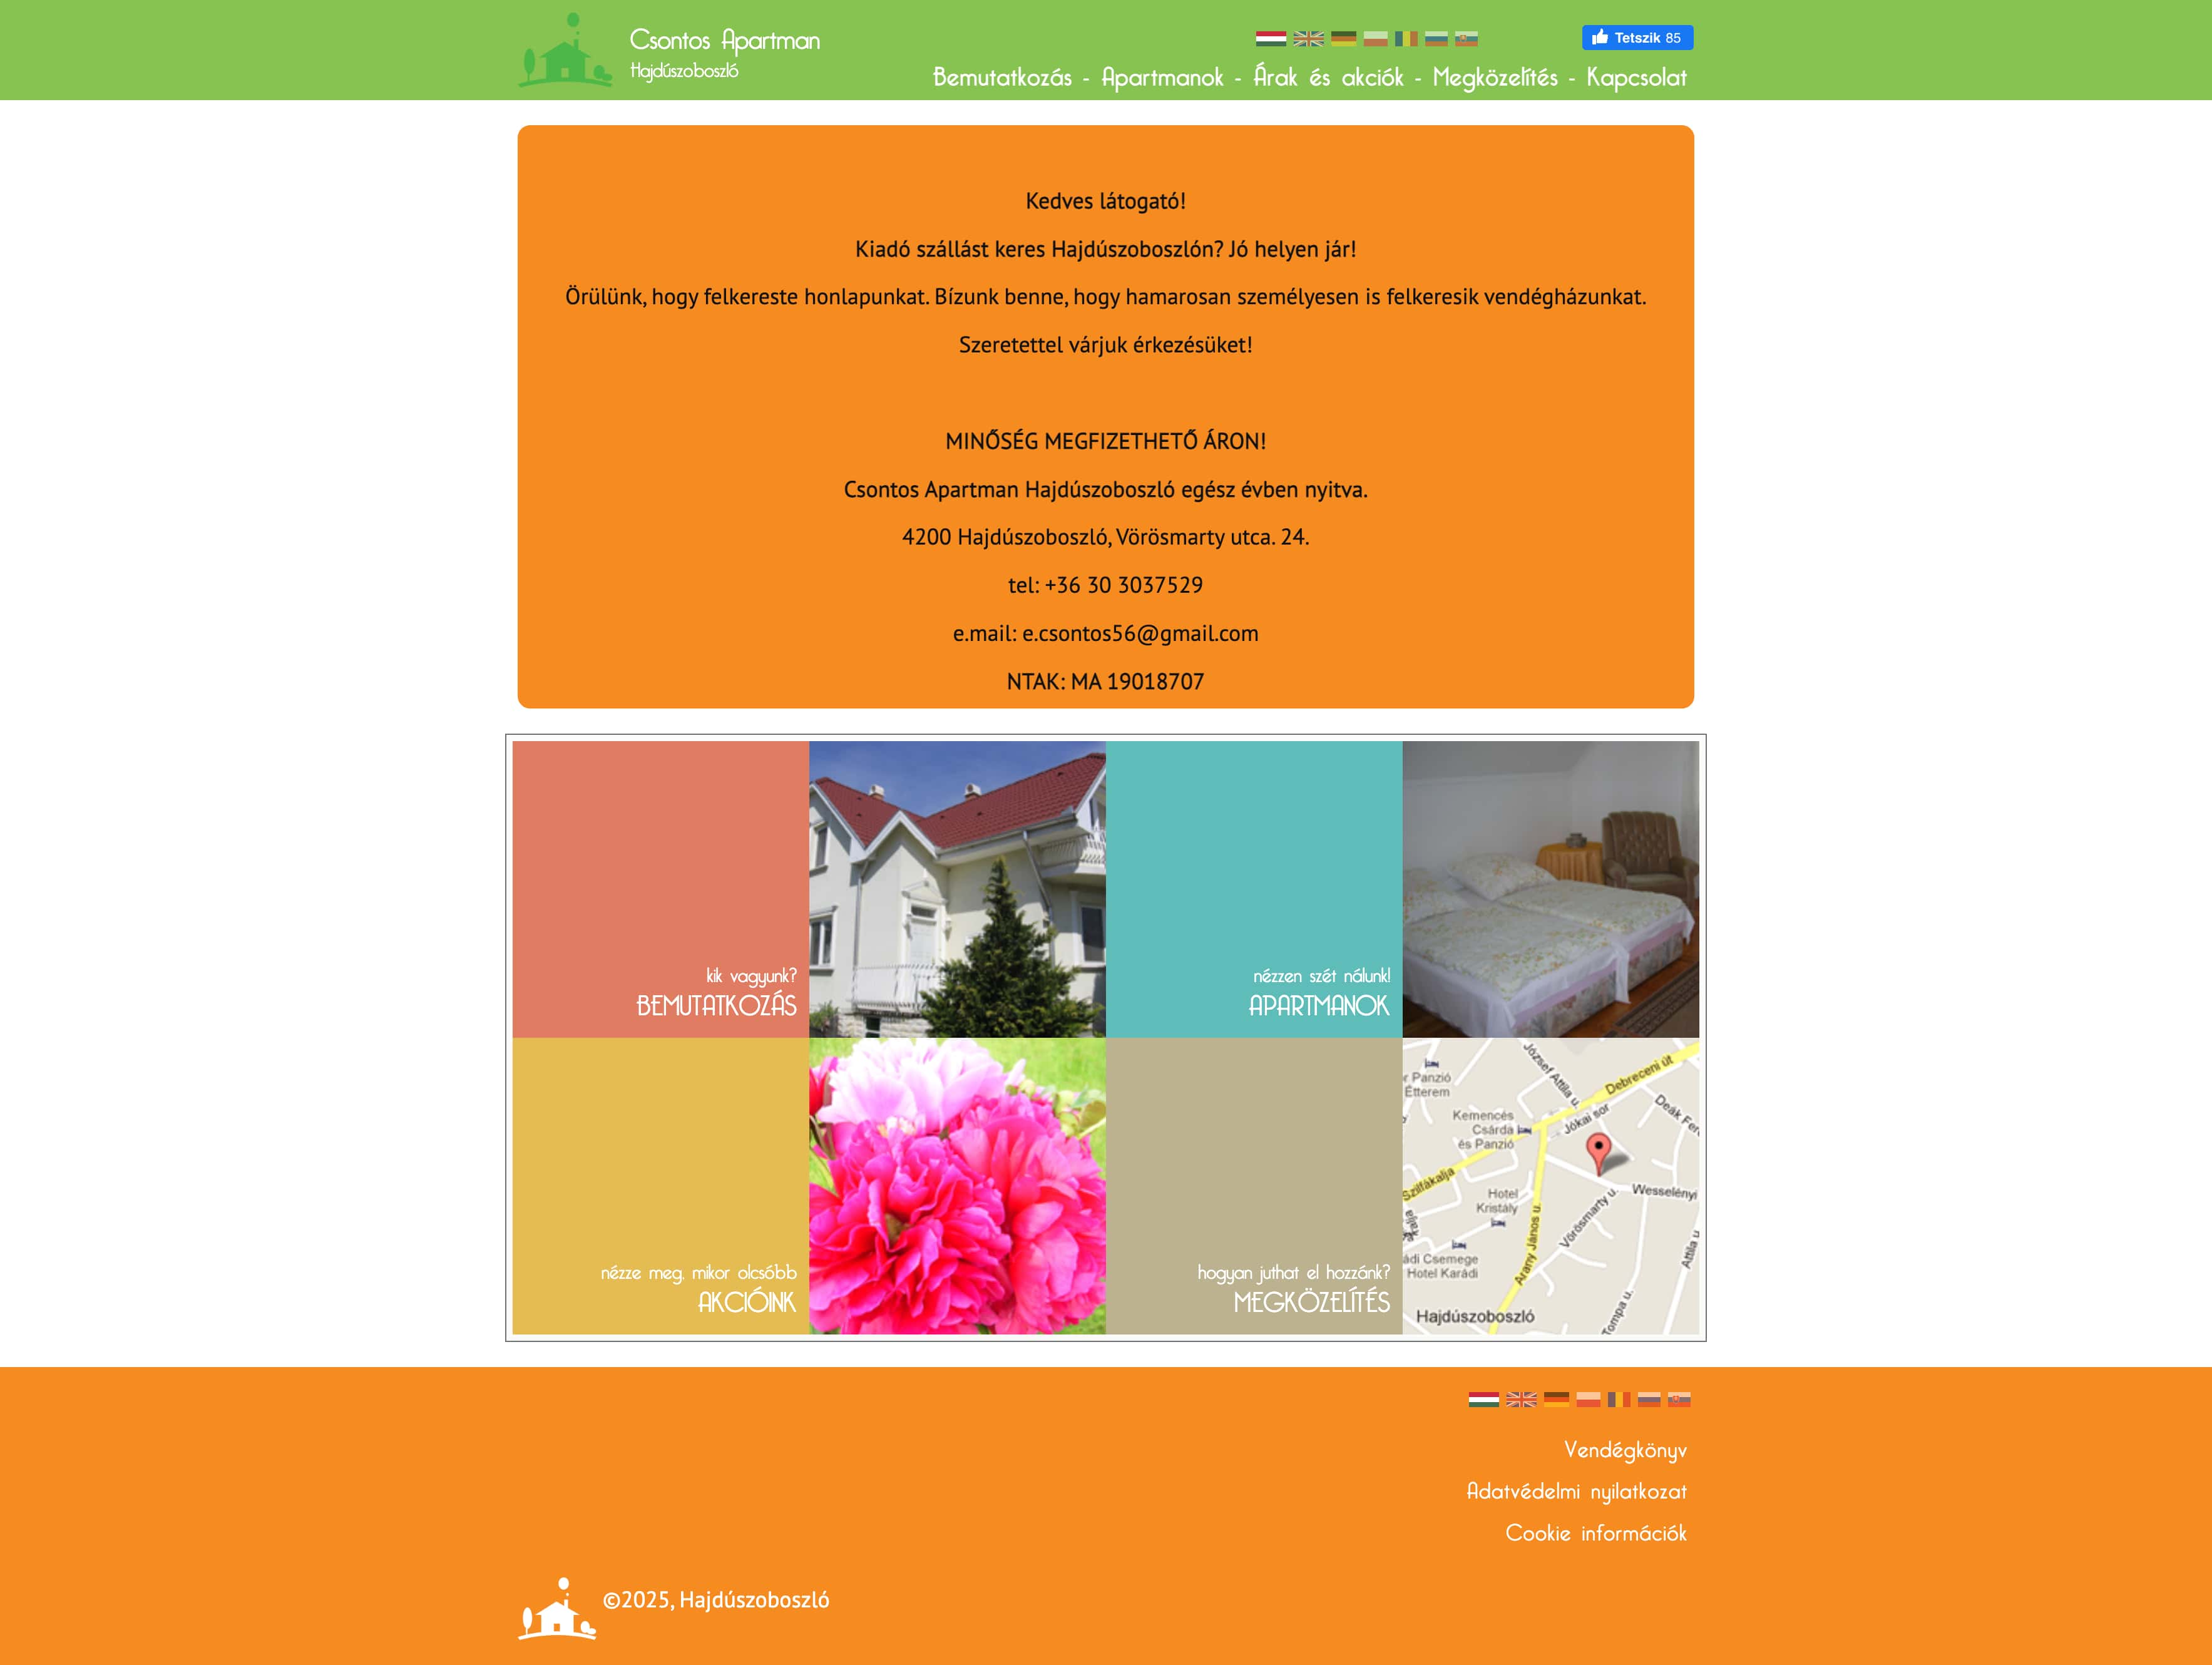 Csontos Apartman
Hajdúszoboszló
Tetszik 85
Bemutatkozás - Apartmanok - Árak és akciók - Megközelítés - Kapcsolat
Kedves látogató!
Kiadó szállást keres Hajdúszoboszlón? Jó helyen jár!
Örülünk, hogy felkereste honlapunkat. Bízunk benne, hogy hamarosan személyesen is felkeresik vendégházunkat.
Szeretettel várjuk érkezésüket!
MINŐSÉG MEGFIZETHETŐ ÁRON!
Csontos Apartman Hajdúszoboszló egész évben nyitva.
4200 Hajdúszoboszló, Vörösmarty utca. 24.
tel: +36 30 3037529
e.mail: e.csontos56@gmail.com
NTAK: MA 19018707
kik vagyunk?
BEMUTATKOZÁS
nézzen szét nálunk!
APARTMANOK
nézze meg, mikor olcsóbb
AKCIÓINK
hogyan juthat el hozzánk?
MEGKÖZELÍTÉS
József Attila u.
Debreceni út
r Panzió
Étterem
Deák Fer
Kemencés
Csárda
és Panzió
Jókai sor
Szilfákalja
Hotel
Kristály
Wesselényi
Vörösmarty u.
Arany János u.
Attila u
ádi Csemege
Hotel Karádi
Hajdúszoboszló
Tompa u.
Vendégkönyv
Adatvédelmi nyilatkozat
Cookie információk
©2025, Hajdúszoboszló